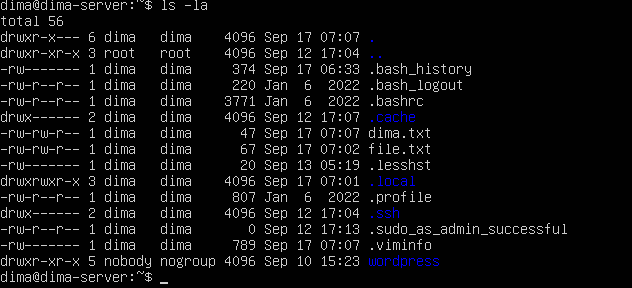 dima@dima-server:~$ ls -la
total 56
drwxr-x--- 6 dima   dima    4096 Sep 17 07:07 .
drwxr-xr-x 3 root   root    4096 Sep 12 17:04 ..
-rw------- 1 dima   dima     374 Sep 17 06:33 .bash_history
-rw-r--r-- 1 dima   dima     220 Jan  6  2022 .bash_logout
-rw-r--r-- 1 dima   dima    3771 Jan  6  2022 .bashrc
drwx------ 2 dima   dima    4096 Sep 12 17:07 .cache
-rw-rw-r-- 1 dima   dima      47 Sep 17 07:07 dima.txt
-rw-rw-r-- 1 dima   dima      67 Sep 17 07:02 file.txt
-rw------- 1 dima   dima      20 Sep 13 05:19 .lesshst
drwxrwxr-x 3 dima   dima    4096 Sep 17 07:01 .local
-rw-r--r-- 1 dima   dima     807 Jan  6  2022 .profile
drwx------ 2 dima   dima    4096 Sep 12 17:04 .ssh
-rw-r--r-- 1 dima   dima       0 Sep 12 17:13 .sudo_as_admin_successful
-rw------- 1 dima   dima     789 Sep 17 07:07 .viminfo
drwxr-xr-x 5 nobody nogroup 4096 Sep 10 15:23 wordpress
dima@dima-server:~$ _